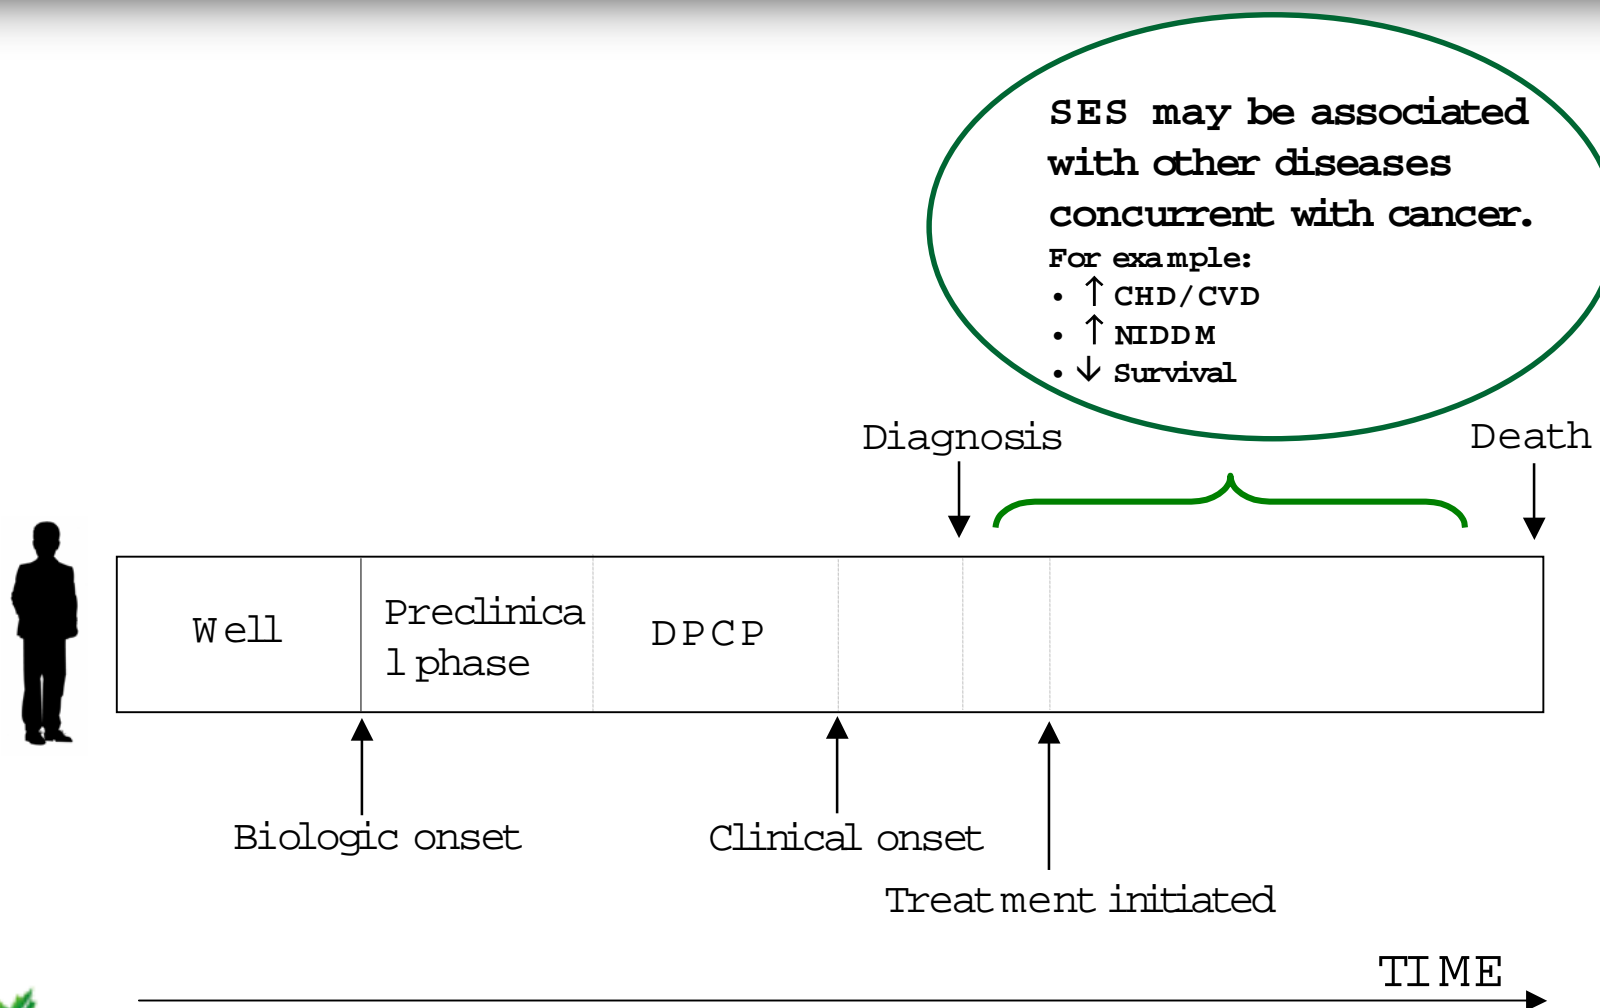 SES may be associated
with other diseases
concurrent with cancer.
For example:
• ↑ CHD/CVD
• ↑ NIDDM
• ↓ Survival
Diagnosis
Death
Well
Preclinica
l phase
DPCP
Biologic onset
Clinical onset
Treatment initiated
TIME